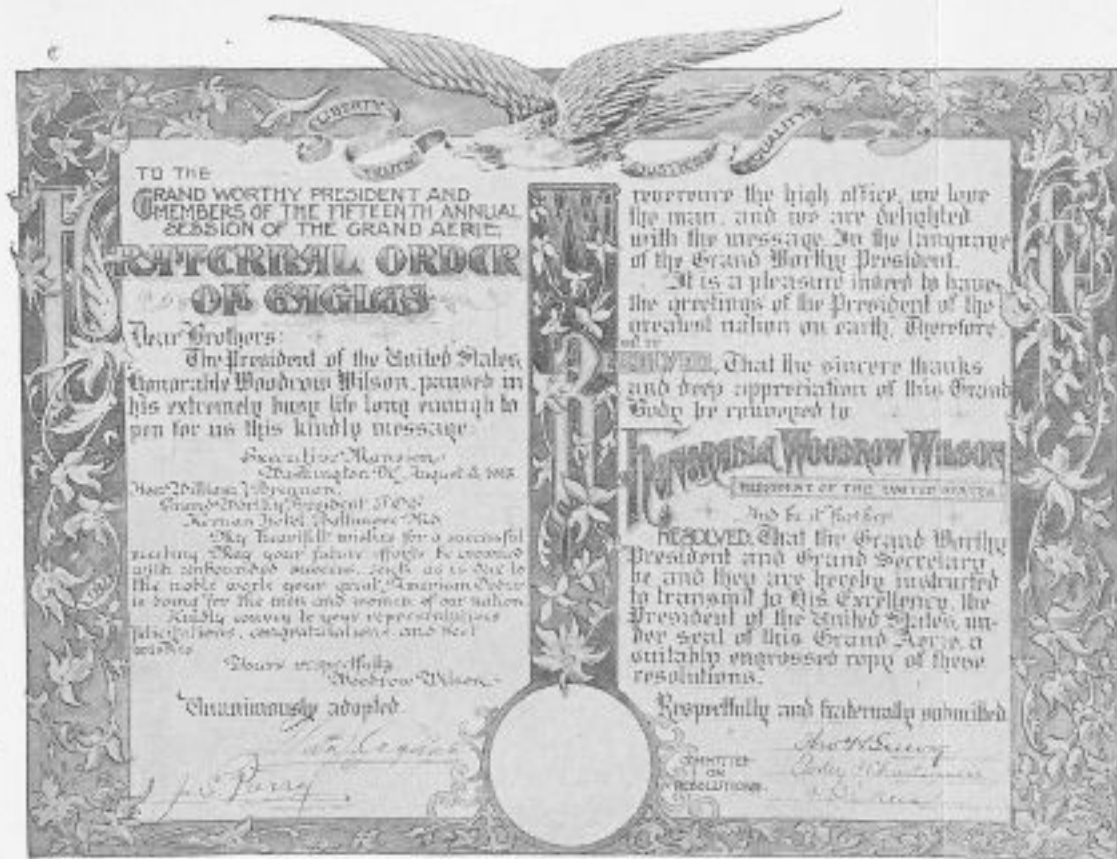 LIBERTY
TRUTH
JUSTICE
EQUALITY
TO THE
GRAND WORTHY PRESIDENT AND
MEMBERS OF THE FIFTEENTH ANNUAL
SESSION OF THE GRAND AERIE,
FRATERNAL ORDER
OF EAGLES
Dear Brothers:
The President of the United States,
Honorable Woodrow Wilson, paused in
his extremely busy life long enough to
pen for us this kindly message:
Executive Mansion,
Washington, August
Hon. William J. Brennan,
Grand Worthy President F.O.E.
Kernan Hotel, Baltimore, Md.
My heartfelt wishes for a successful
meeting. May your future efforts be crowned
with unbounded success, such as is due to
the noble work your great American Order
is doing for the men and women of our nation.
Kindly convey to your representatives
felicitations, congratulations, and best
wishes.
Yours respectfully
Woodrow Wilson.
Unanimously adopted.
J. S. Parry
We
reverence the high office, we love
the man, and we are delighted
with the message. In the language
of the Grand Worthy President.
It is a pleasure indeed to have
the greetings of the President of the
greatest nation on earth, Therefore,
be it
RESOLVED, That the sincere thanks
and deep appreciation of this Grand
Body be conveyed to
HONORABLE WOODROW WILSON
PRESIDENT OF THE UNITED STATES
And be it further
RESOLVED, That the Grand Worthy
President and Grand Secretary
be and they are hereby instructed
to transmit to His Excellency, the
President of the United States, un-
der seal of this Grand Aerie, a
suitably engrossed copy of these
resolutions.
Respectfully and fraternally submitted
COMMITTEE
ON
RESOLUTIONS.